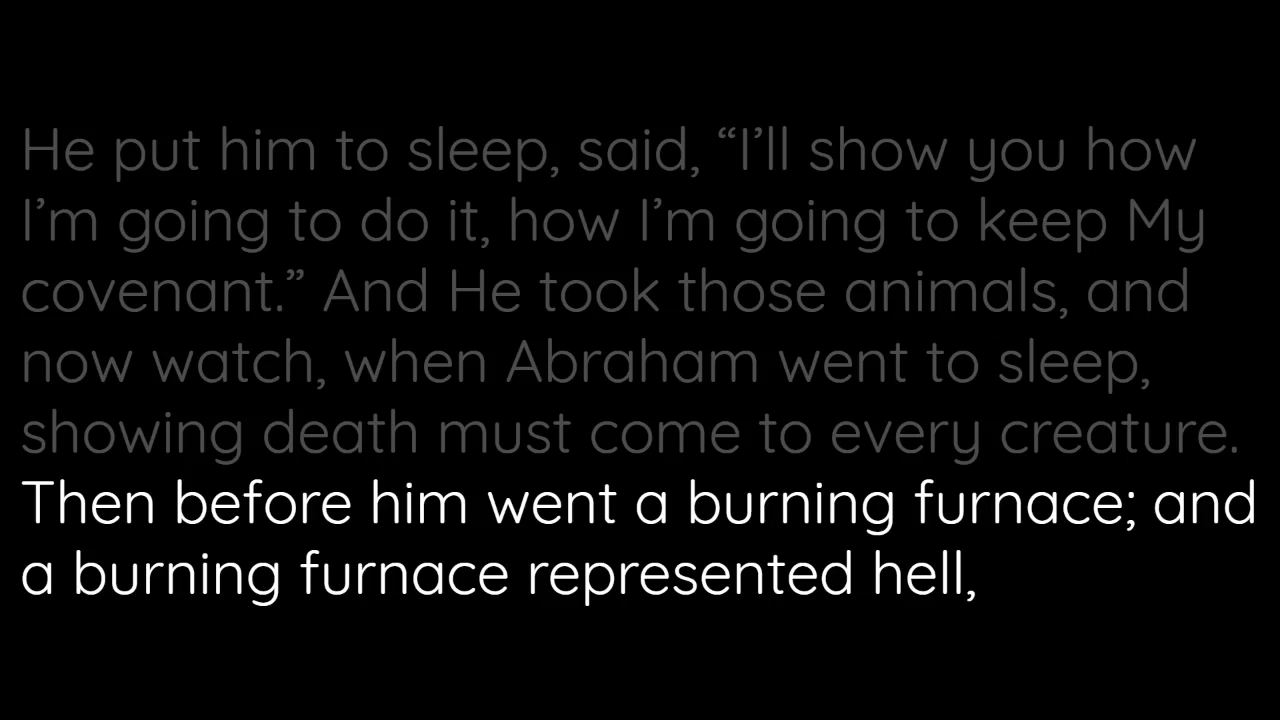 He put him to sleep, said, “I’ll show you how
I’m going to do it, how I’m going to keep My
covenant.” And He took those animals, and
now watch, when Abraham went to sleep,
showing death must come to every creature.
Then before him went a burning furnace; and
a burning furnace represented hell,